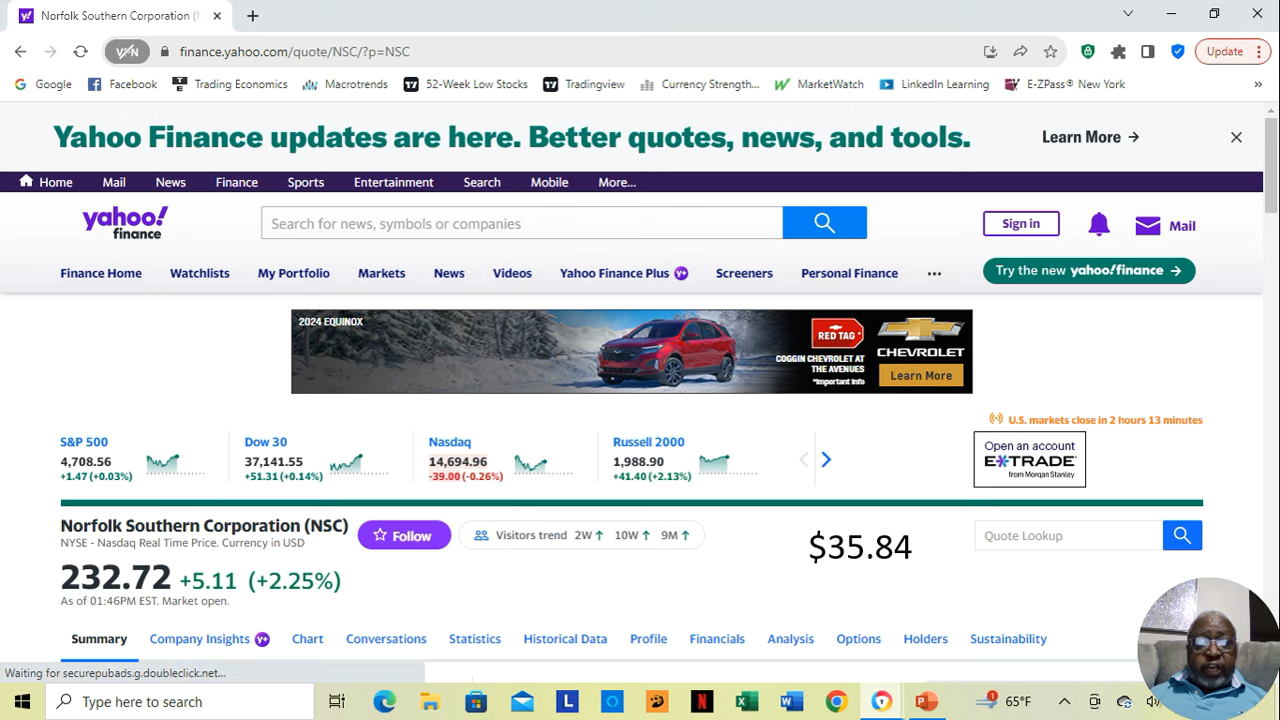 Norfolk Southern Corporation (
finance.yahoo.com/quote/NSC/?p=NSC
Update
Google Facebook Trading Economics Macrotrends 52-Week Low Stocks Tradingview Currency Strength... MarketWatch LinkedIn Learning E-ZPass® New York »
Yahoo Finance updates are here. Better quotes, news, and tools. Learn More →
Home Mail News Finance Sports Entertainment Search Mobile More...
yahoo! finance
Search for news, symbols or companies
Sign in
Mail
Finance Home Watchlists My Portfolio Markets News Videos Yahoo Finance Plus Screeners Personal Finance ...
Try the new yahoo!finance →
2024 EQUINOX
RED TAG
COGGIN CHEVROLET AT
THE AVENUES
*Important Info
CHEVROLET
Learn More
U.S. markets close in 2 hours 13 minutes
S&P 500 Dow 30 Nasdaq Russell 2000
4,708.56 37,141.55 14,694.96 1,988.90
+1.47 (+0.03%) +51.31 (+0.14%) -39.00 (-0.26%) +41.40 (+2.13%)
Open an account
E*TRADE
from Morgan Stanley
Norfolk Southern Corporation (NSC)
NYSE - Nasdaq Real Time Price. Currency in USD
Follow
Visitors trend 2W↑ 10W↑ 9M↑
$35.84
Quote Lookup
232.72 +5.11 (+2.25%)
As of 01:46PM EST. Market open.
Summary Company Insights Chart Conversations Statistics Historical Data Profile Financials Analysis Options Holders Sustainability
Waiting for securepubads.g.doubleclick.net...
Type here to search
65°F